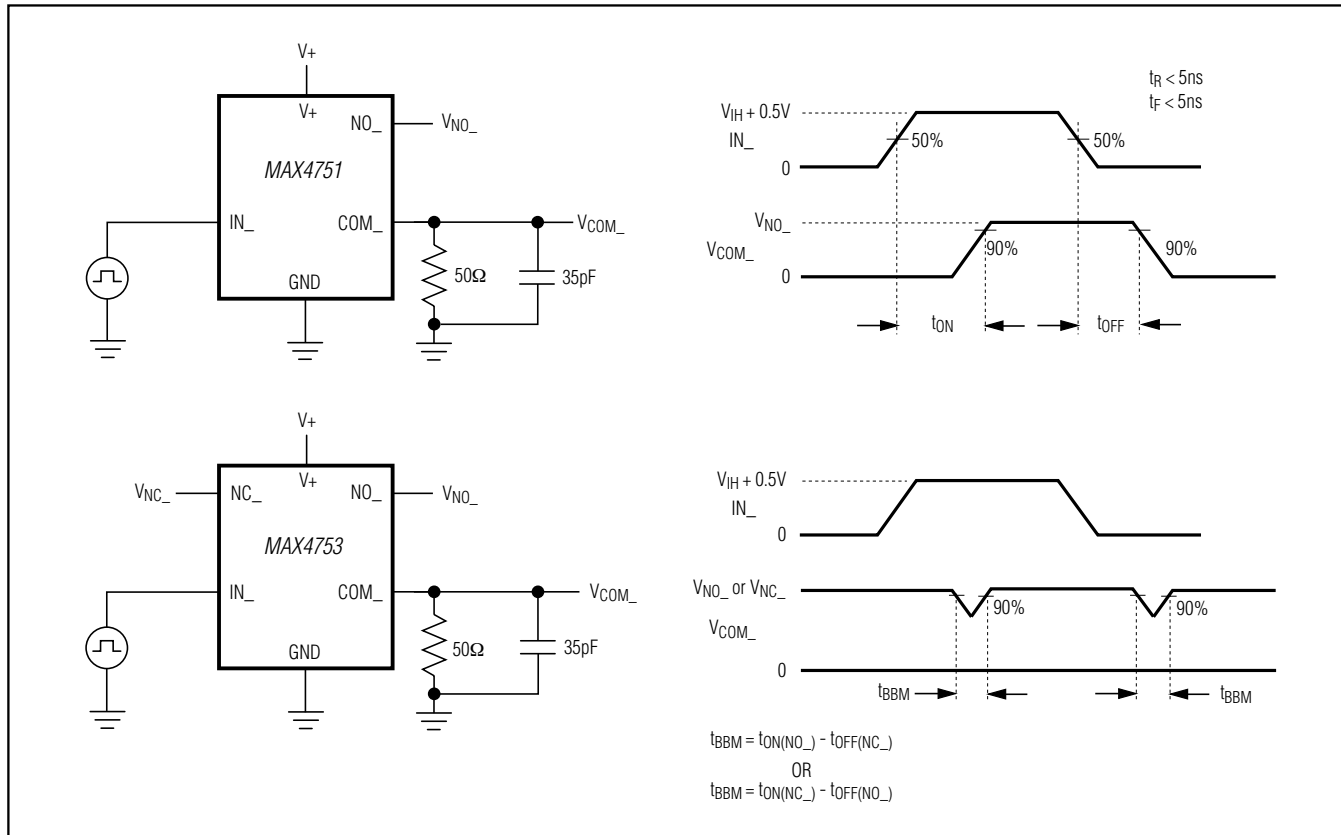 V+
V+
NO_
V_NO_
MAX4751
IN_
COM_
V_COM_
50Ω
35pF
GND
t_R < 5ns
t_F < 5ns
V_IH + 0.5V
IN_
0
50%
50%
V_NO_
V_COM_
0
90%
90%
t_ON
t_OFF
V+
V_NC_
NC_
V+
NO_
V_NO_
MAX4753
IN_
COM_
V_COM_
50Ω
35pF
GND
V_IH + 0.5V
IN_
0
V_NO_ or V_NC_
V_COM_
0
90%
90%
t_BBM
t_BBM
t_BBM = t_ON(NO_) - t_OFF(NC_)
OR
t_BBM = t_ON(NC_) - t_OFF(NO_)